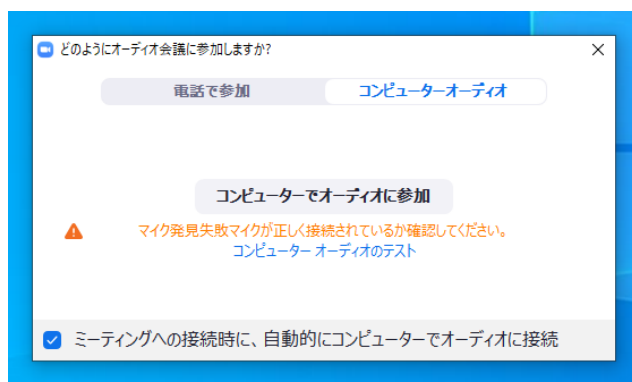 どのようにオーディオ会議に参加しますか?
電話で参加 コンピューターオーディオ
コンピューターでオーディオに参加
マイク発見失敗マイクが正しく接続されているか確認してください。
コンピューター オーディオのテスト
ミーティングへの接続時に、自動的にコンピューターでオーディオに接続